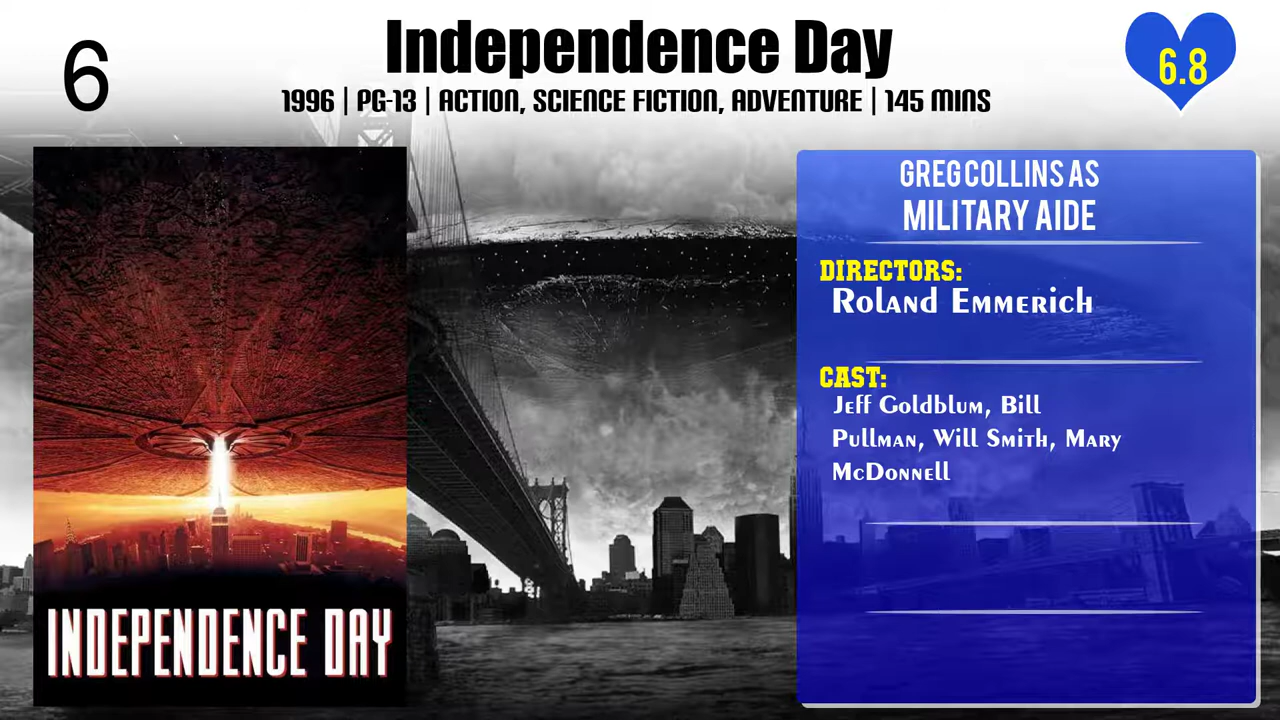 6
Independence Day
6.8
1996 | PG-13 | ACTION, SCIENCE FICTION, ADVENTURE | 145 MINS
INDEPENDENCE DAY
GREG COLLINS AS
MILITARY AIDE
DIRECTORS:
Roland Emmerich
CAST:
Jeff Goldblum, Bill
Pullman, Will Smith, Mary
McDonnell